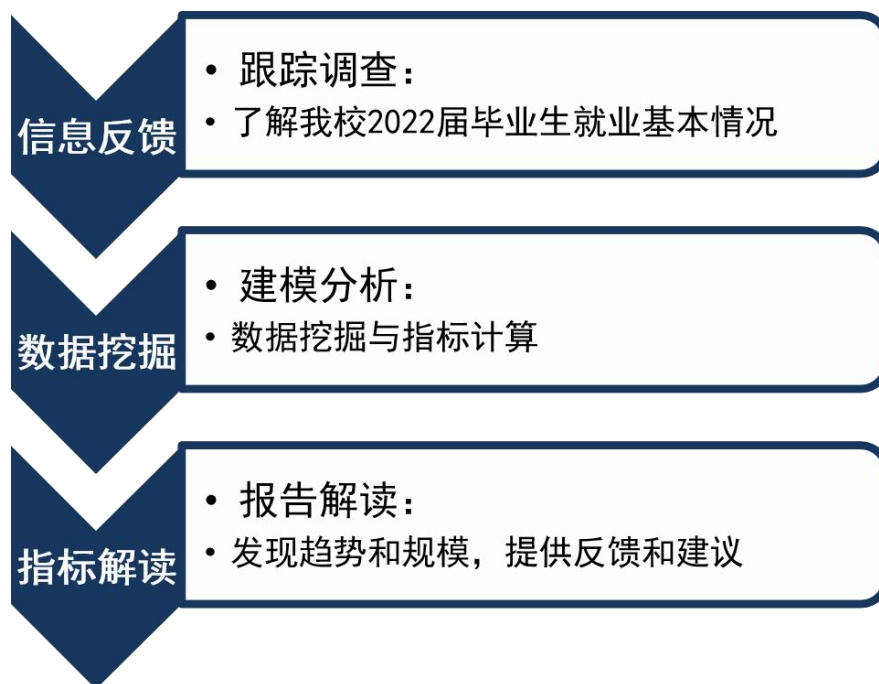 信息反馈
• 跟踪调查：
• 了解我校2022届毕业生就业基本情况
数据挖掘
• 建模分析：
• 数据挖掘与指标计算
指标解读
• 报告解读：
• 发现趋势和规模，提供反馈和建议